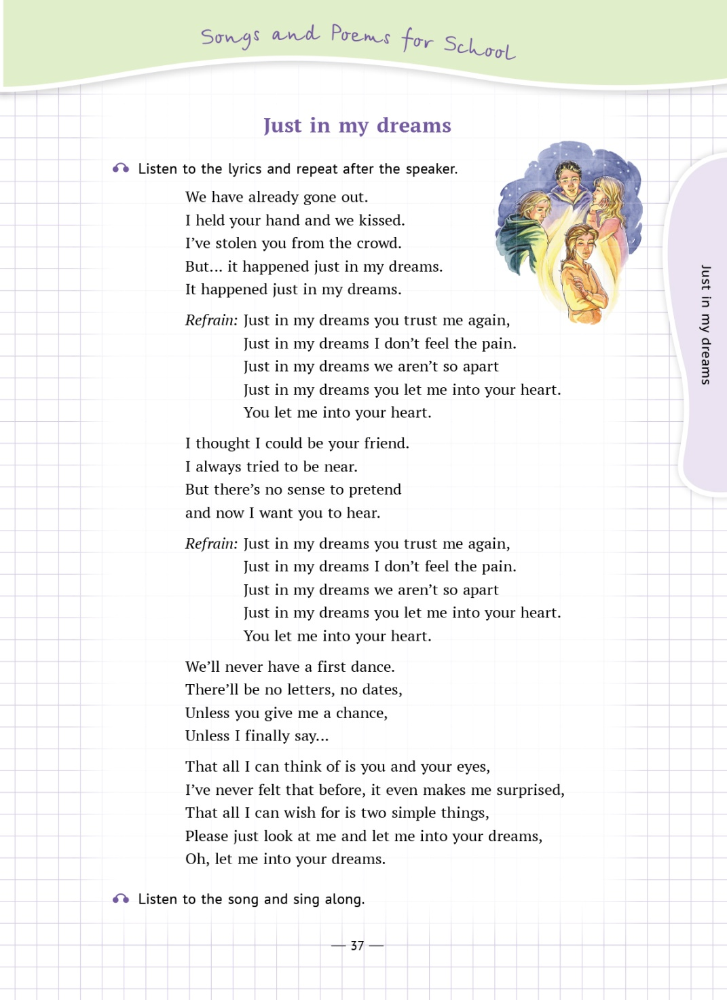 Songs and Poems for School
Just in my dreams
Listen to the lyrics and repeat after the speaker.
We have already gone out.
I held your hand and we kissed.
I’ve stolen you from the crowd.
But... it happened just in my dreams.
It happened just in my dreams.
Refrain: Just in my dreams you trust me again,
Just in my dreams I don’t feel the pain.
Just in my dreams we aren’t so apart
Just in my dreams you let me into your heart.
You let me into your heart.
I thought I could be your friend.
I always tried to be near.
But there’s no sense to pretend
and now I want you to hear.
Refrain: Just in my dreams you trust me again,
Just in my dreams I don’t feel the pain.
Just in my dreams we aren’t so apart
Just in my dreams you let me into your heart.
You let me into your heart.
We’ll never have a first dance.
There’ll be no letters, no dates,
Unless you give me a chance,
Unless I finally say...
That all I can think of is you and your eyes,
I’ve never felt that before, it even makes me surprised,
That all I can wish for is two simple things,
Please just look at me and let me into your dreams,
Oh, let me into your dreams.
Listen to the song and sing along.
— 37 —
Just in my dreams